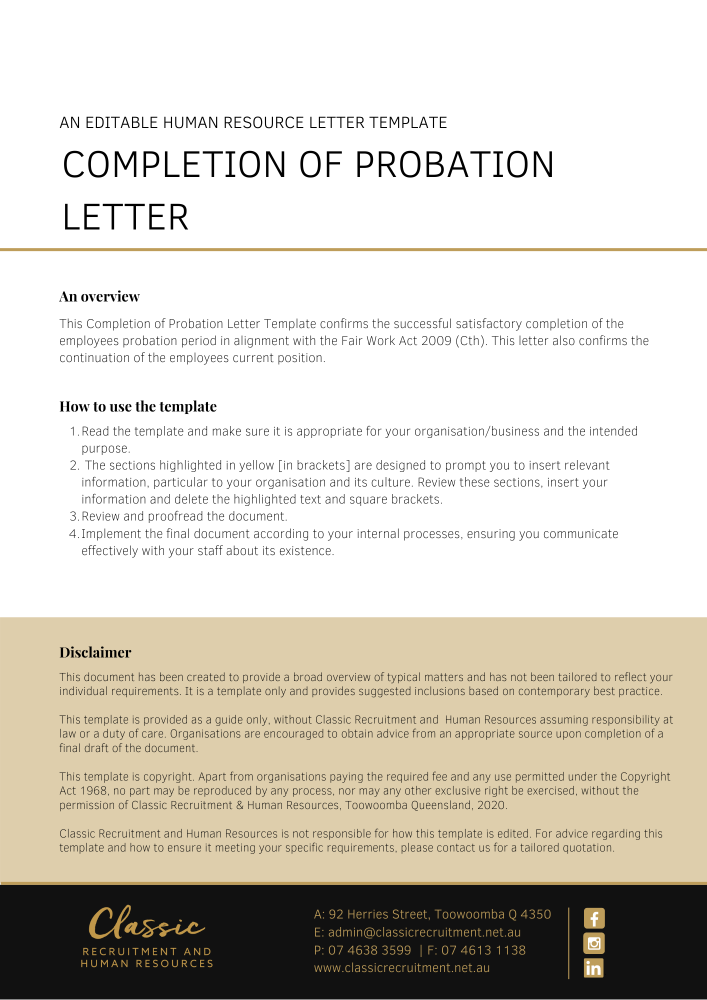 AN EDITABLE HUMAN RESOURCE LETTER TEMPLATE
COMPLETION OF PROBATION
LETTER
An overview
This Completion of Probation Letter Template confirms the successful satisfactory completion of the
employees probation period in alignment with the Fair Work Act 2009 (Cth). This letter also confirms the
continuation of the employees current position.
How to use the template
1. Read the template and make sure it is appropriate for your organisation/business and the intended
purpose.
2. The sections highlighted in yellow [in brackets] are designed to prompt you to insert relevant
information, particular to your organisation and its culture. Review these sections, insert your
information and delete the highlighted text and square brackets.
3. Review and proofread the document.
4. Implement the final document according to your internal processes, ensuring you communicate
effectively with your staff about its existence.
Disclaimer
This document has been created to provide a broad overview of typical matters and has not been tailored to reflect your
individual requirements. It is a template only and provides suggested inclusions based on contemporary best practice.
This template is provided as a guide only, without Classic Recruitment and Human Resources assuming responsibility at
law or a duty of care. Organisations are encouraged to obtain advice from an appropriate source upon completion of a
final draft of the document.
This template is copyright. Apart from organisations paying the required fee and any use permitted under the Copyright
Act 1968, no part may be reproduced by any process, nor may any other exclusive right be exercised, without the
permission of Classic Recruitment & Human Resources, Toowoomba Queensland, 2020.
Classic Recruitment and Human Resources is not responsible for how this template is edited. For advice regarding this
template and how to ensure it meeting your specific requirements, please contact us for a tailored quotation.
Classic
RECRUITMENT AND
HUMAN RESOURCES
A: 92 Herries Street, Toowoomba Q 4350
E: admin@classicrecruitment.net.au
P: 07 4638 3599 | F: 07 4613 1138
www.classicrecruitment.net.au